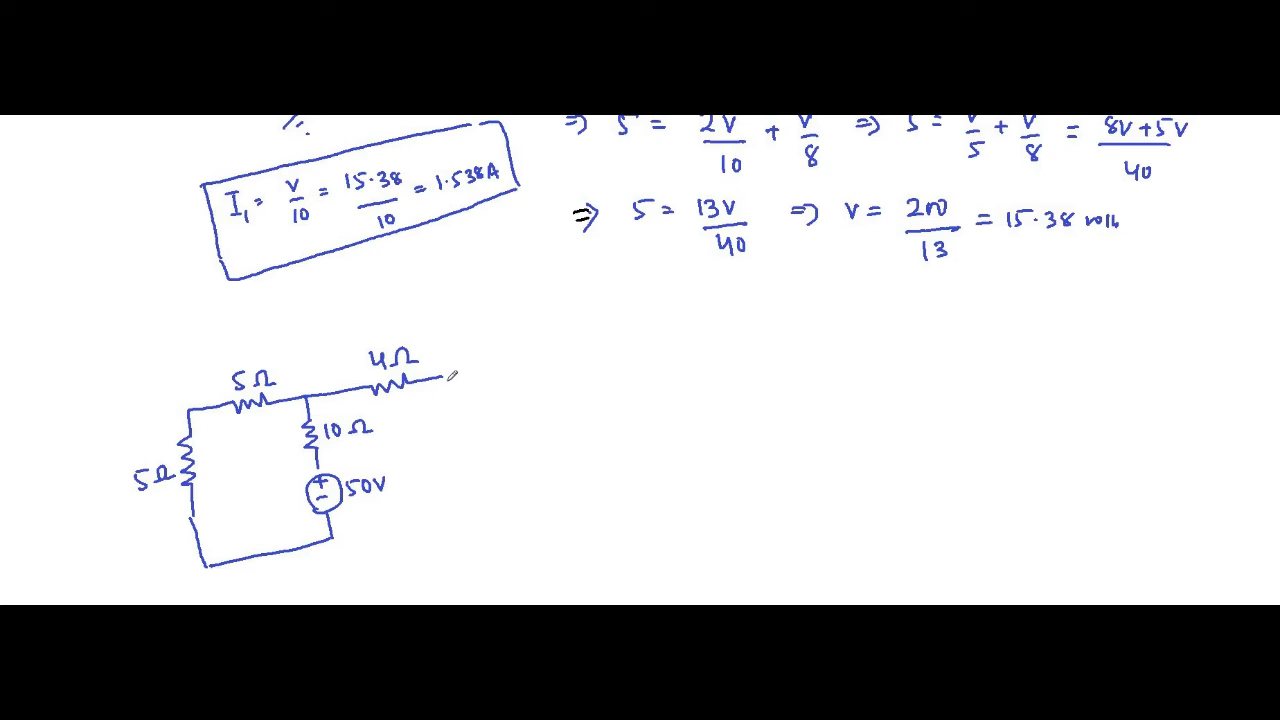 ⇒ 5 = 2V/10 + V/8 ⇒ 5 = V/5 + V/8 = 8V+5V/40
I₁ = V/10 = 15.38/10 = 1.538A
⇒ 5 = 13V/40 ⇒ V = 200/13 = 15.38 volts
4Ω
5Ω
10Ω
5Ω
+
-
50V